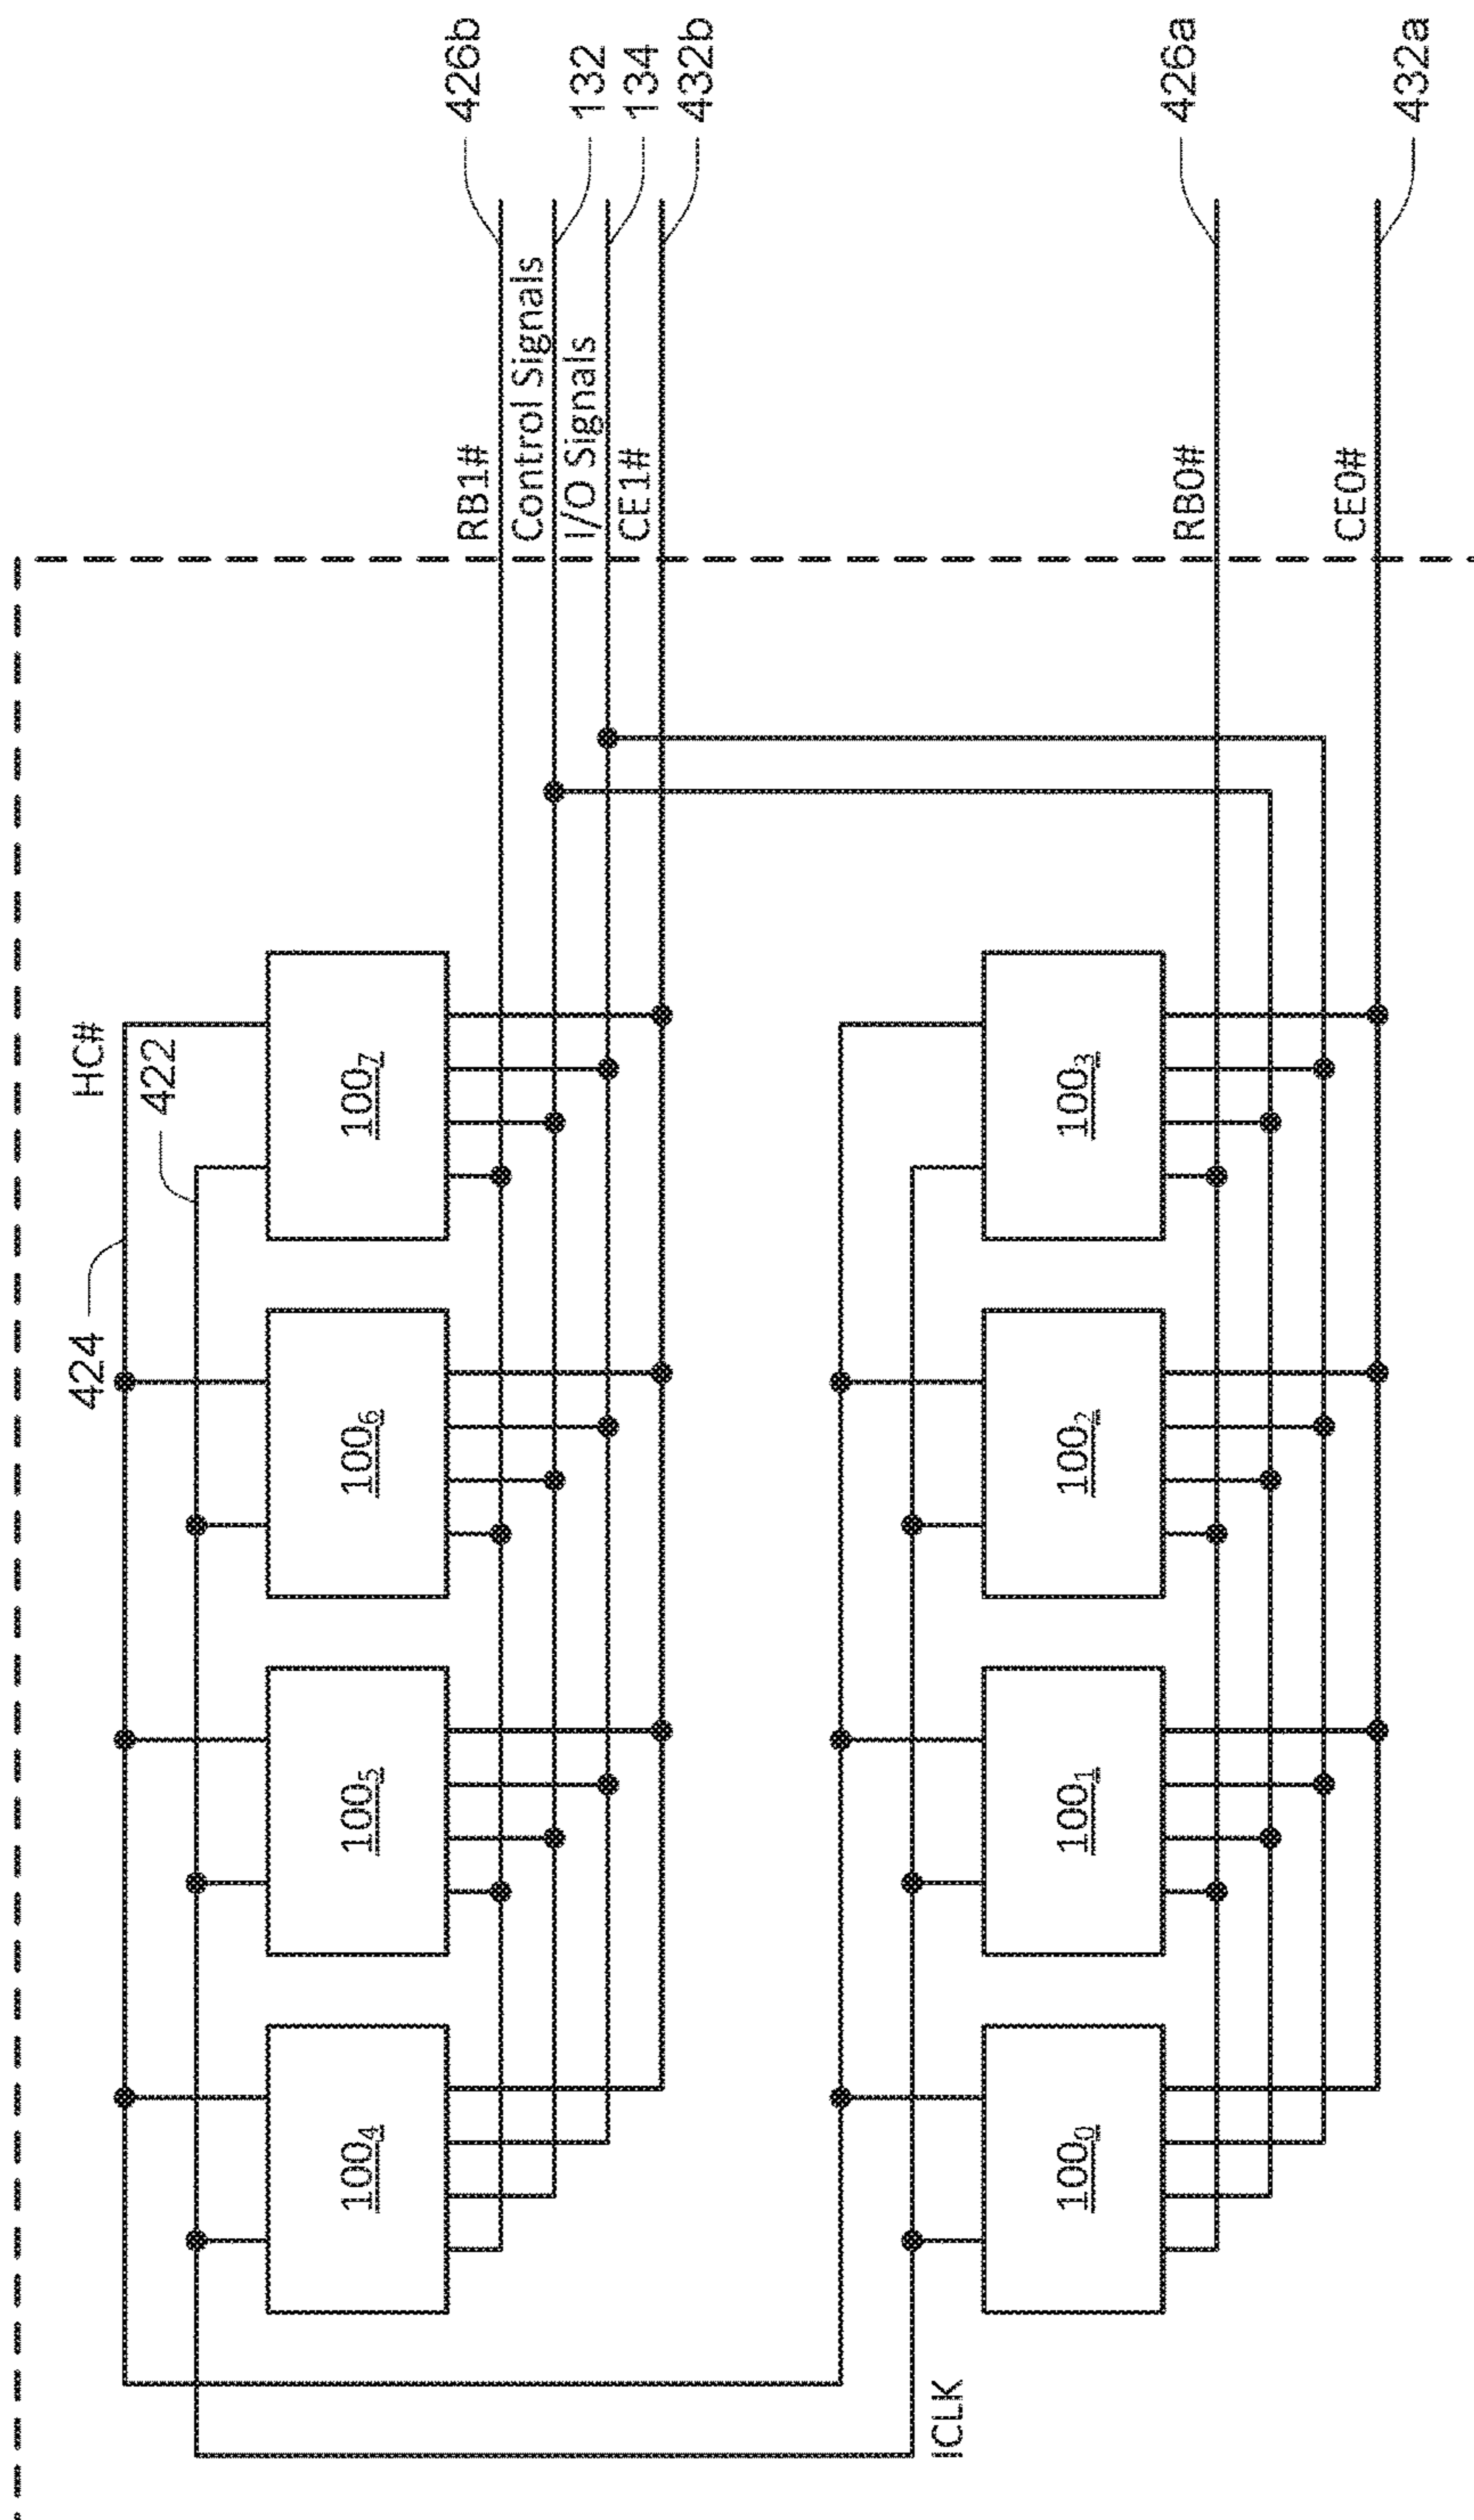 HC#
424
422
100₄
100₅
100₆
100₇
RB1#
426b
Control Signals
132
I/O Signals
134
CE1#
432b
iCLK
100₀
100₁
100₂
100₃
RB0#
426a
CE0#
432a